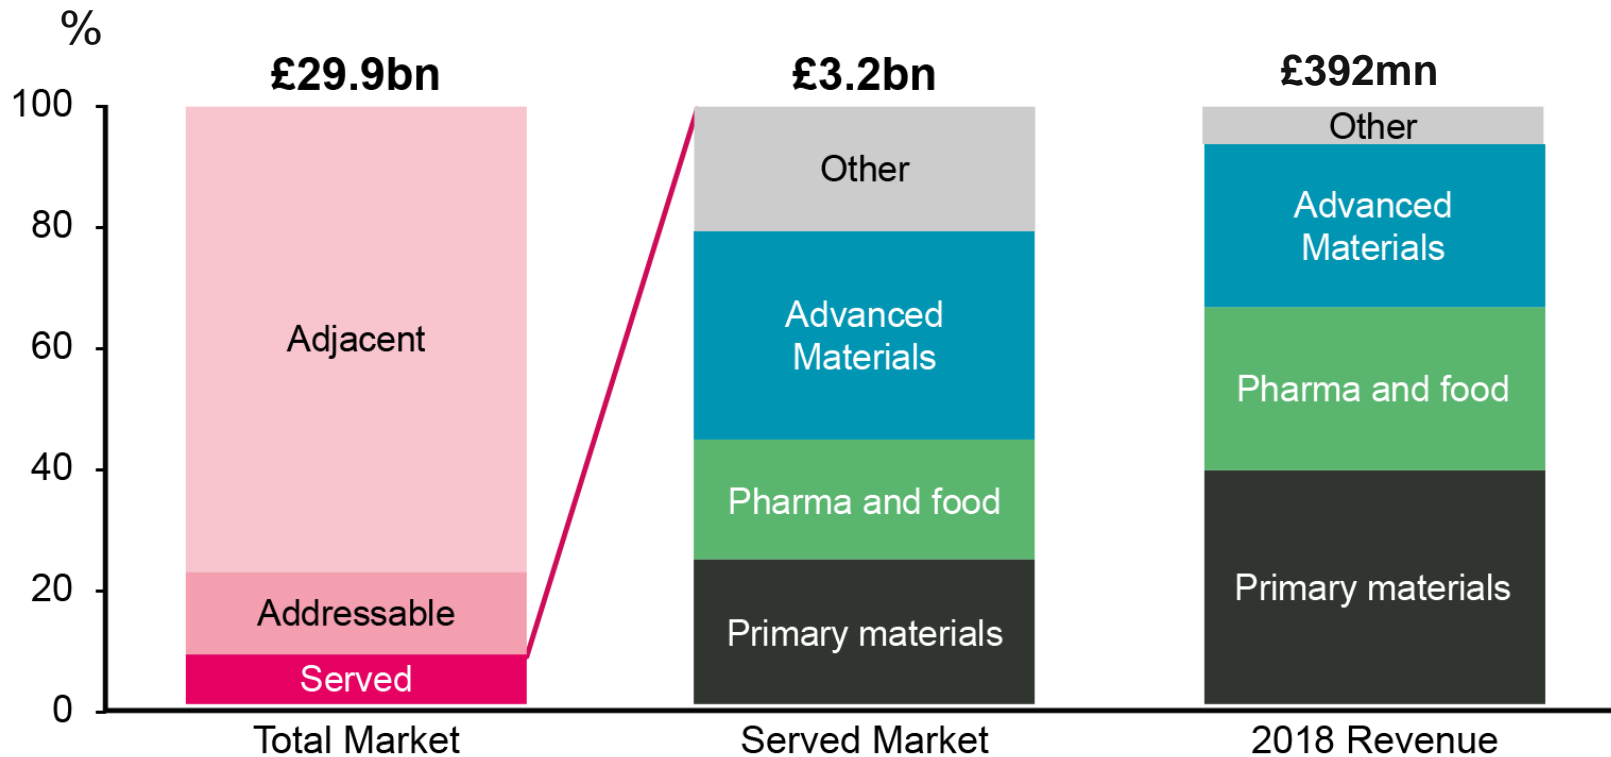 %
£29.9bn
£3.2bn
£392mn
100
80
60
40
20
0
Adjacent
Addressable
Served
Other
Advanced
Materials
Pharma and food
Primary materials
Other
Advanced
Materials
Pharma and food
Primary materials
Total Market
Served Market
2018 Revenue